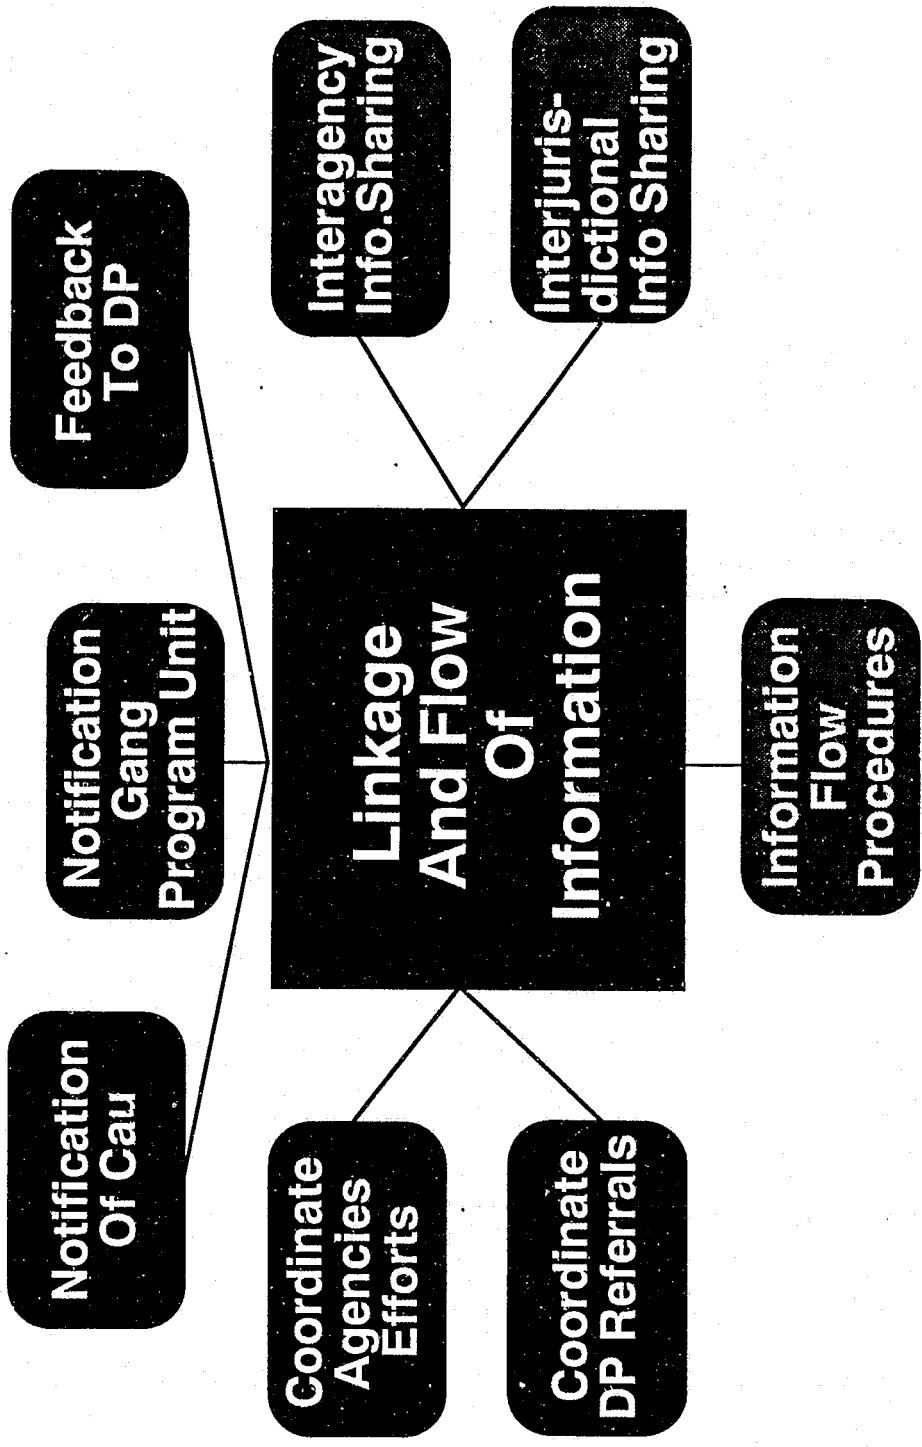 Notification
Of Cau
Notification
Gang
Program Unit
Feedback
To DP
Coordinate
Agencies
Efforts
Linkage
And Flow
Of
Information
Interagency
Info.Sharing
Coordinate
DP Referrals
Interjuris-
dictional
Info Sharing
Information
Flow
Procedures